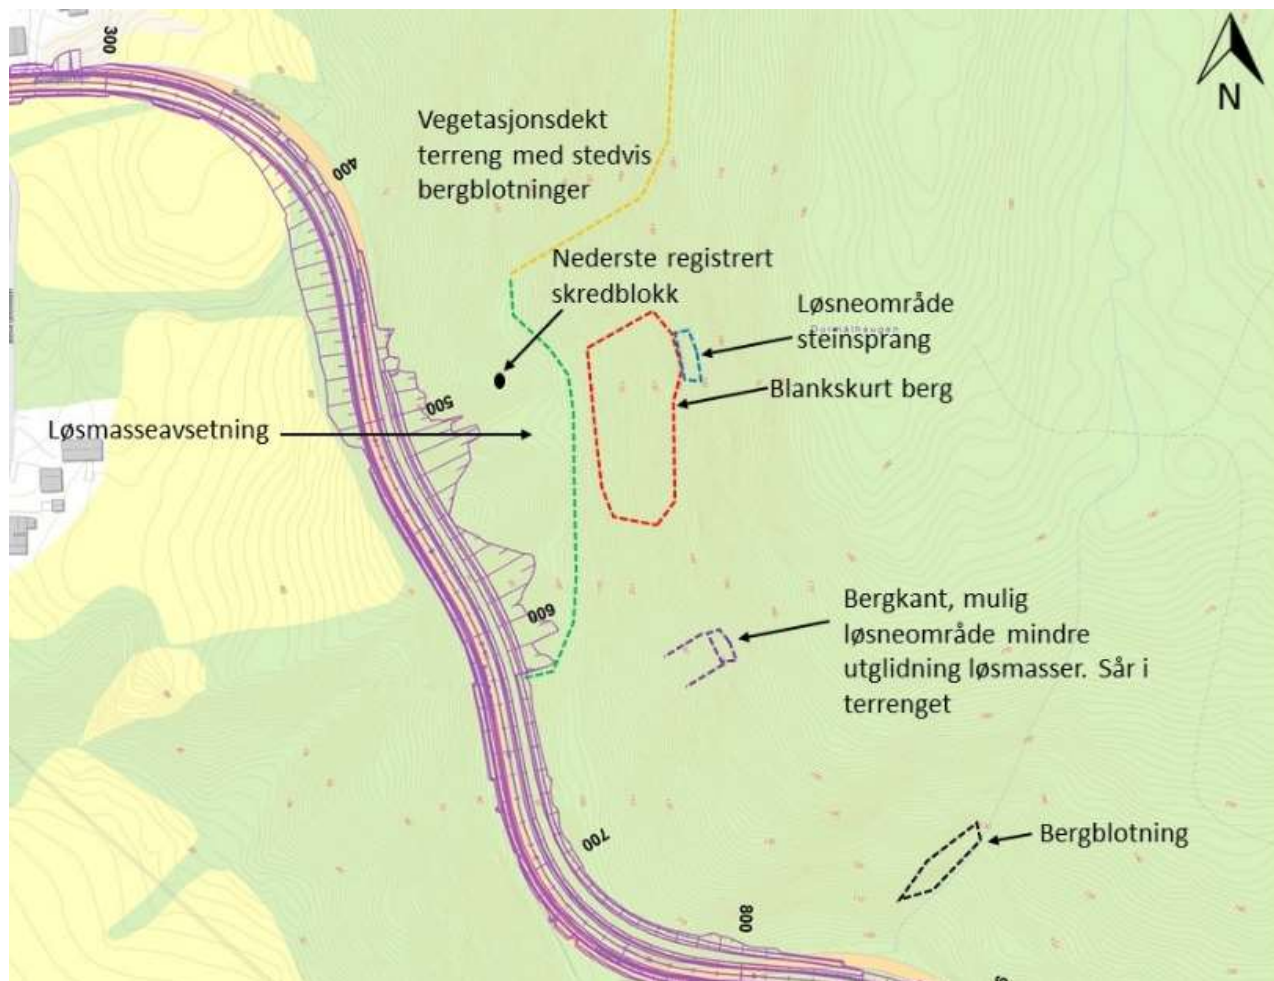 300
N
Vegetasjonsdekt
terreng med stedvis
bergblotninger
400
Nederste registrert
skredblokk
Løsneområde
steinsprang
Blankskurt berg
500
Løsmasseavsetning
600
Bergkant, mulig
løsneområde mindre
utglidning løsmasser. Sår i
terrenget
700
Bergblotning
800